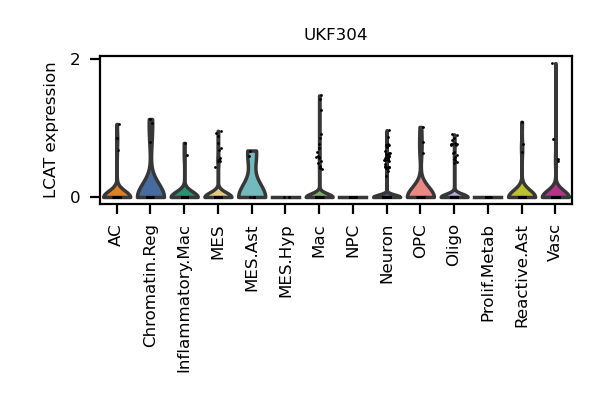 UKF304
LCAT expression
2
0
AC
Chromatin.Reg
Inflammatory.Mac
MES
MES.Ast
MES.Hyp
Mac
NPC
Neuron
OPC
Oligo
Prolif.Metab
Reactive.Ast
Vasc